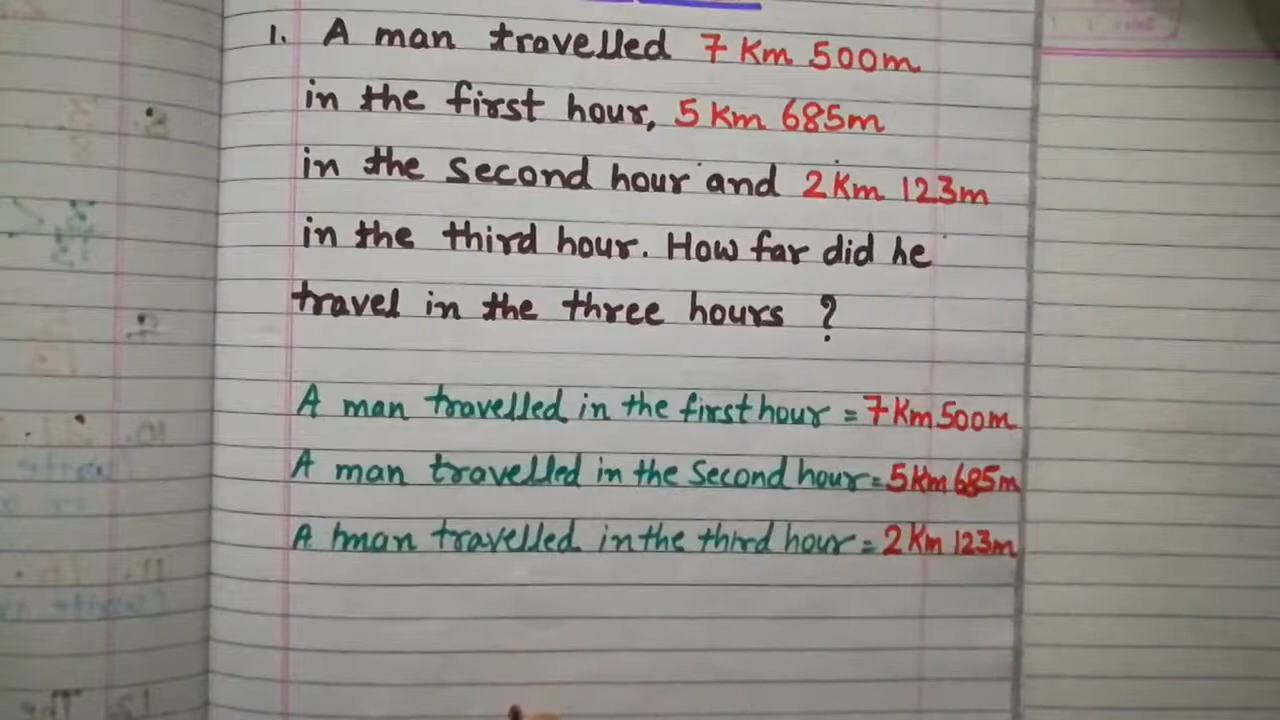 1. A man travelled 7 Km 500m
in the first hour, 5 Km 685m
in the second hour and 2 Km 123m
in the third hour. How far did he
travel in the three hours ?
A man travelled in the first hour = 7 Km 500m
A man travelled in the Second hour = 5 Km 685m
A man travelled in the third hour = 2 Km 123m